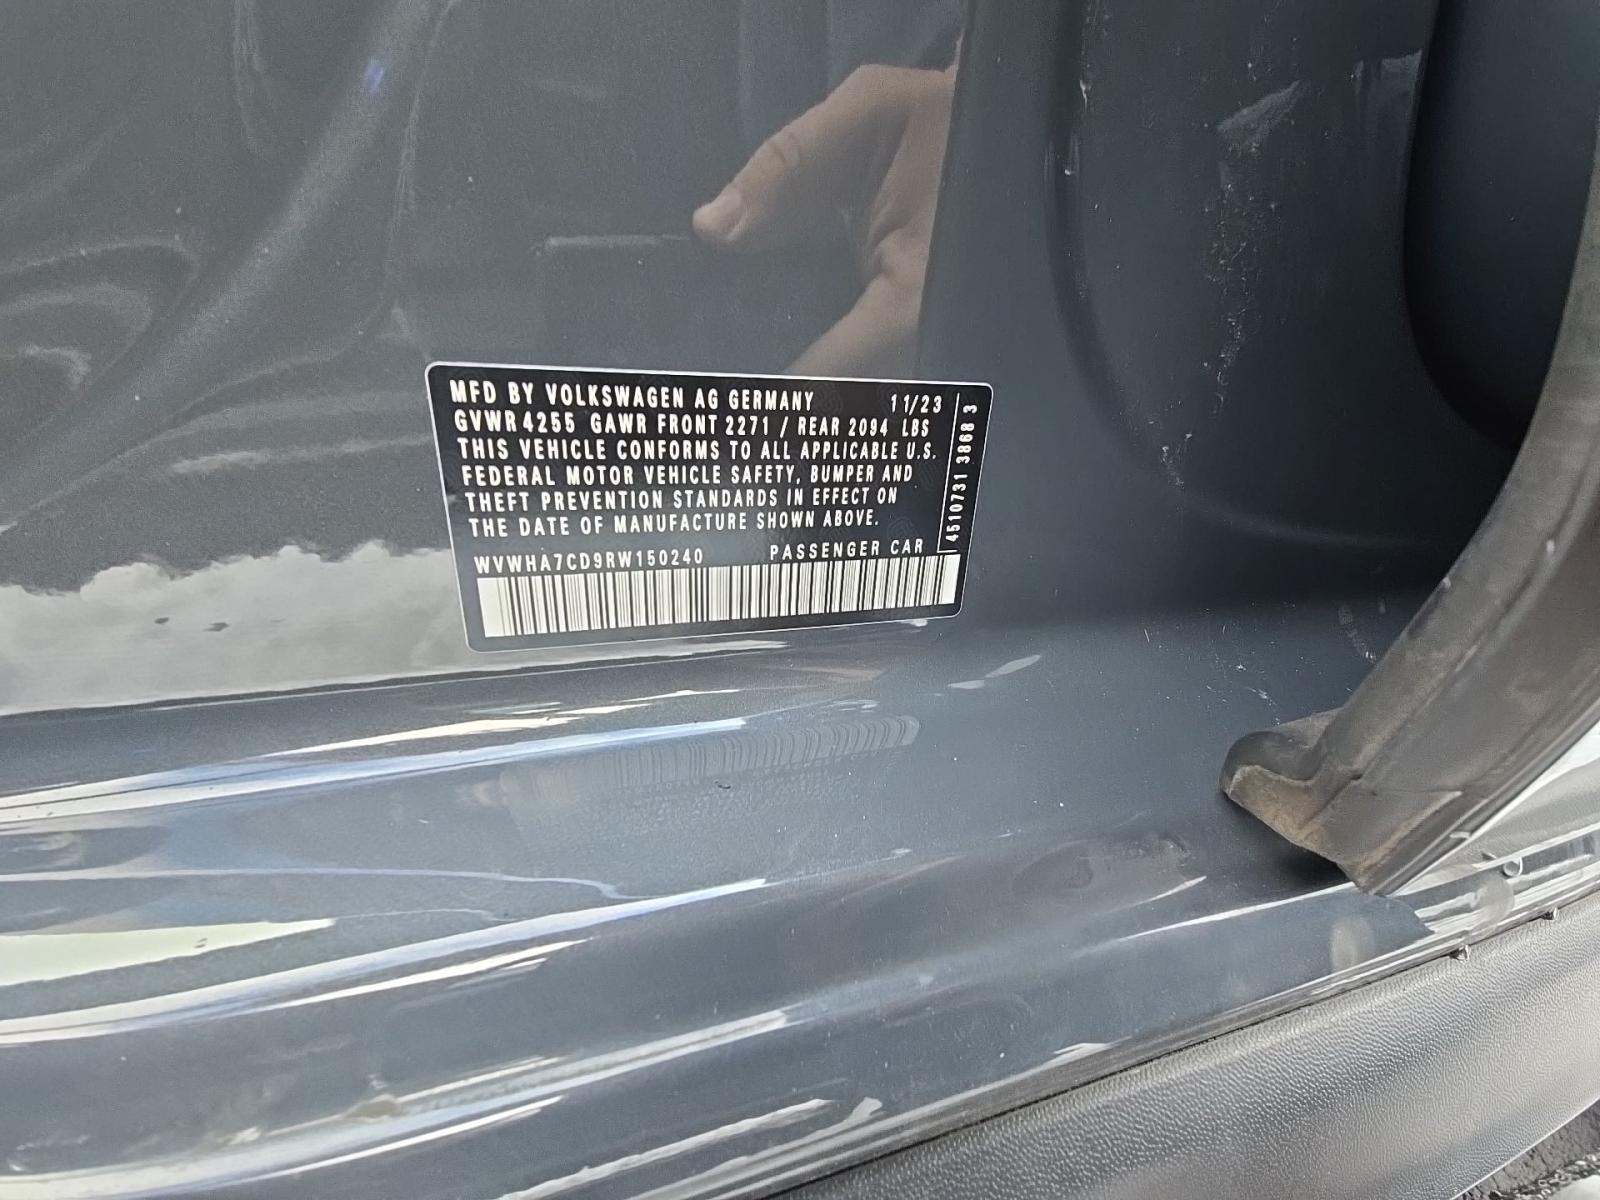 MFD BY VOLKSWAGEN AG GERMANY 11/23
GVWR 4255 GAWR FRONT 2271 / REAR 2094 LBS
THIS VEHICLE CONFORMS TO ALL APPLICABLE U.S.
FEDERAL MOTOR VEHICLE SAFETY, BUMPER AND
THEFT PREVENTION STANDARDS IN EFFECT ON
THE DATE OF MANUFACTURE SHOWN ABOVE.
WVWHA7CD9RW150240 PASSENGER CAR
4510731 3868 3